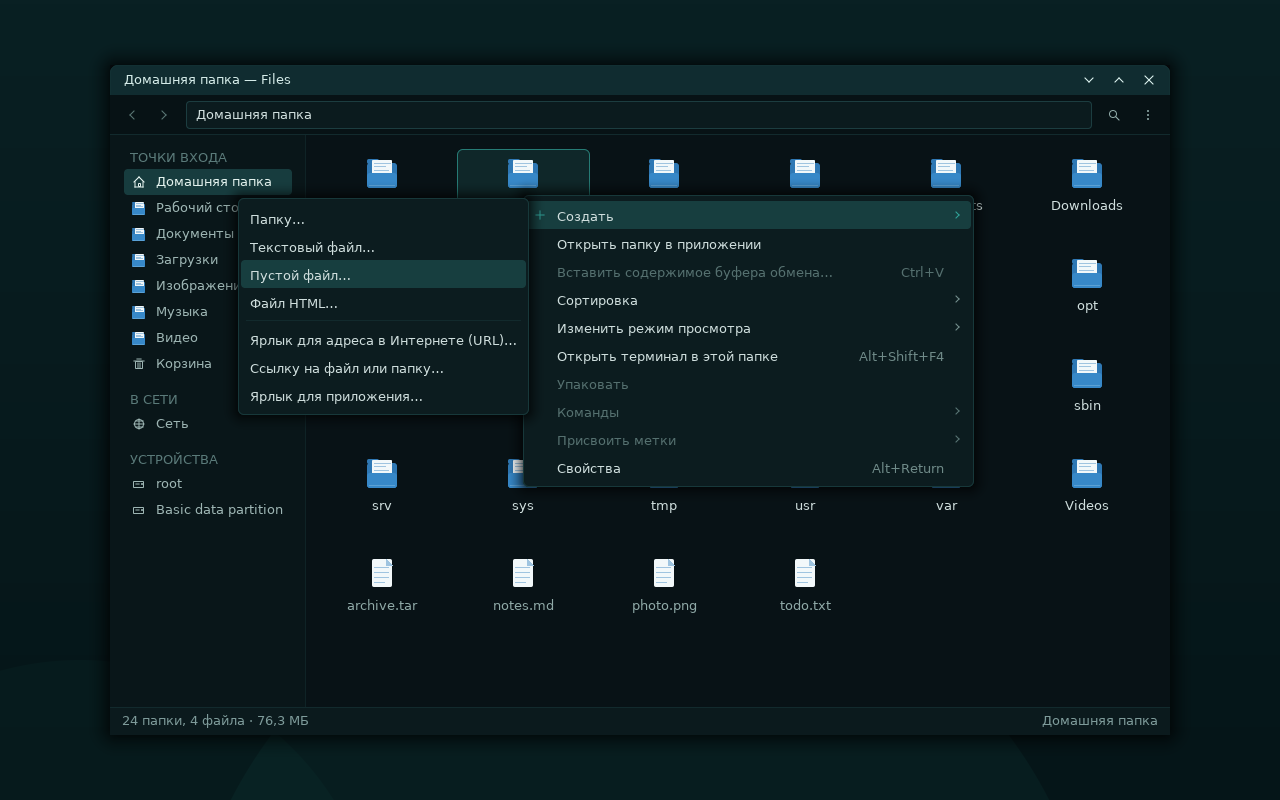 Домашняя папка — Files
Домашняя папка
ТОЧКИ ВХОДА
Домашняя папка
Рабочий сто
Документы
Загрузки
Изображени
Музыка
Видео
Корзина
В СЕТИ
Сеть
УСТРОЙСТВА
root
Basic data partition
Папку…
Текстовый файл…
Пустой файл…
Файл HTML…
Ярлык для адреса в Интернете (URL)…
Ссылку на файл или папку…
Ярлык для приложения…
Создать
Открыть папку в приложении
Вставить содержимое буфера обмена… Ctrl+V
Сортировка
Изменить режим просмотра
Открыть терминал в этой папке Alt+Shift+F4
Упаковать
Команды
Присвоить метки
Свойства Alt+Return
Downloads
opt
sbin
srv sys tmp usr var Videos
archive.tar notes.md photo.png todo.txt
24 папки, 4 файла · 76,3 МБ
Домашняя папка